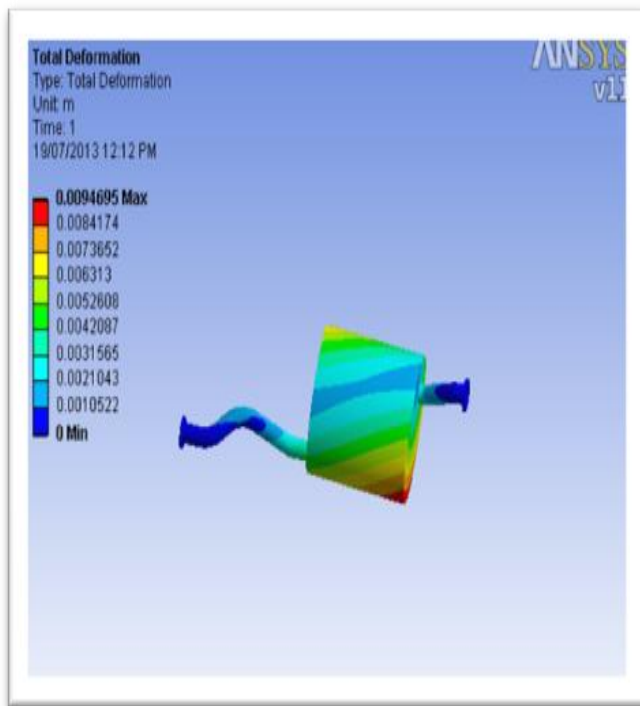 Total Deformation
Type: Total Deformation
Unit: m
Time: 1
19/07/2013 12:12 PM
0.0094695 Max
0.0084174
0.0073652
0.006313
0.0052608
0.0042087
0.0031565
0.0021043
0.0010522
0 Min
ANSYS
v11